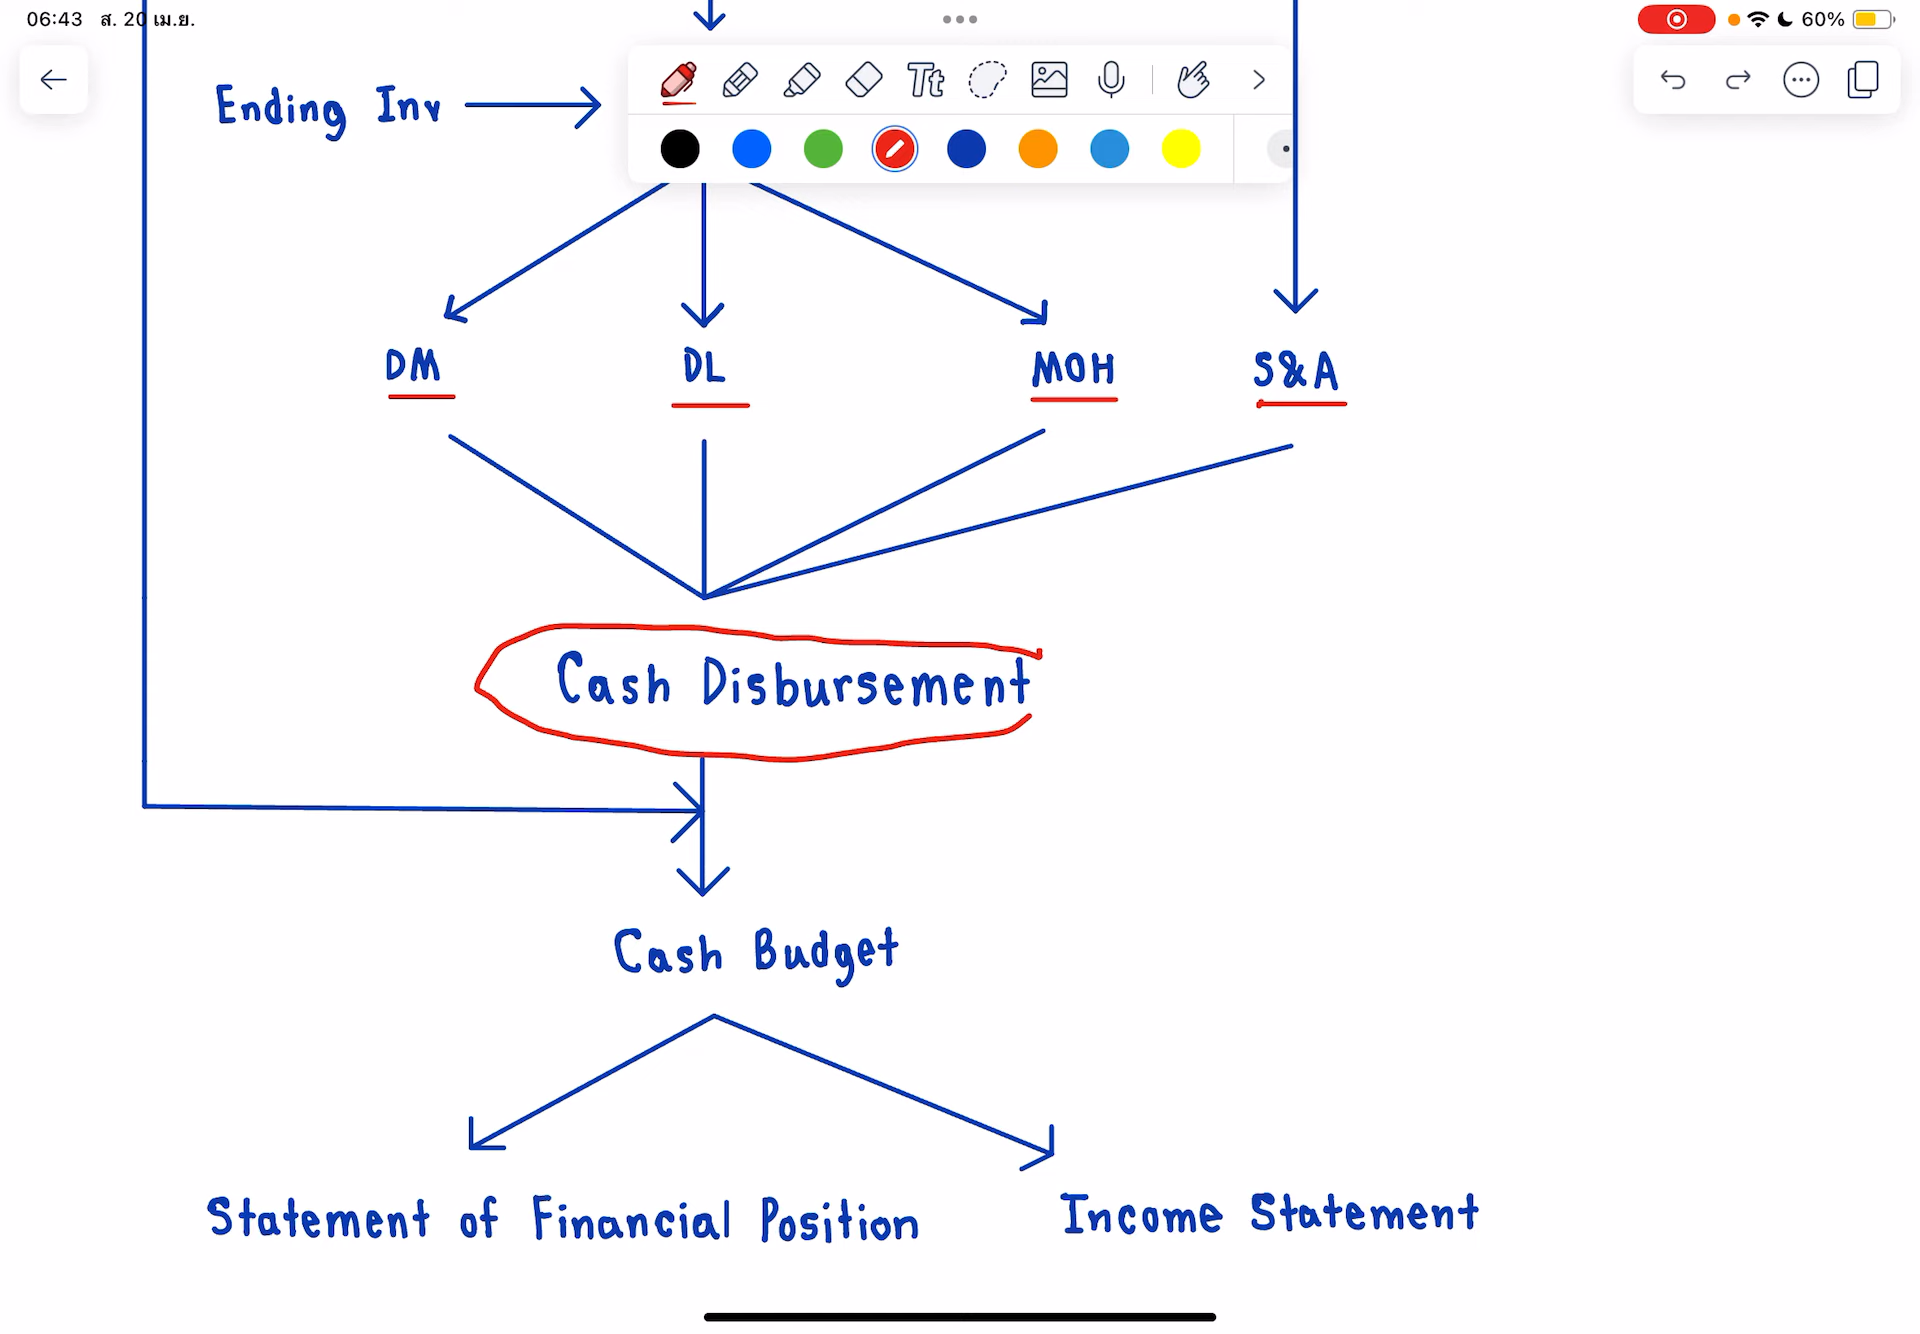 06:43 ส. 20 เม.ย.
60%
Tt
Ending Inv
DM
DL
MOH
S&A
Cash Disbursement
Cash Budget
Statement of Financial Position
Income Statement